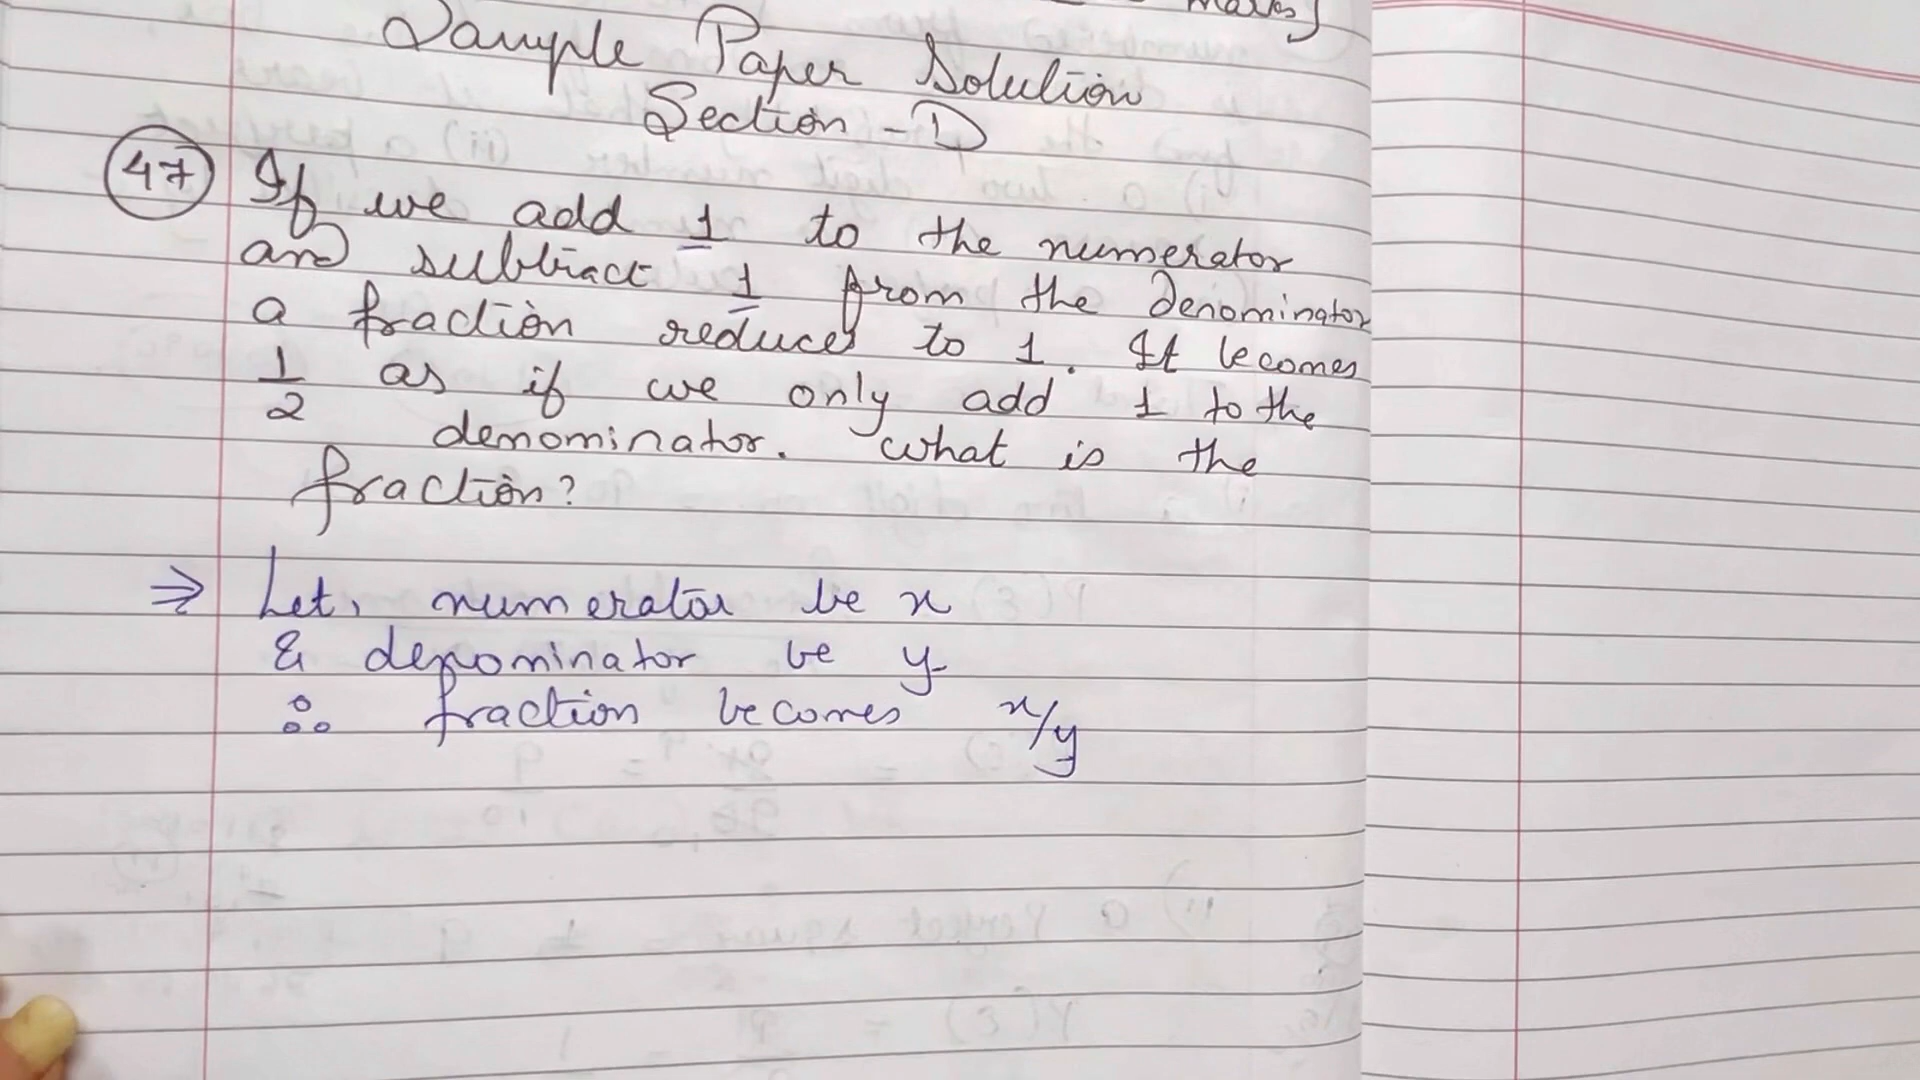 Marks]
Sample Paper Solution
Section - D
47 If we add 1 to the numerator
and subtract 1 from the denominator
a fraction reduces to 1. It becomes
1/2 as if we only add 1 to the
denominator. What is the
fraction?
⇒ Let, numerator be x
& denominator be y
∴ fraction becomes x/y